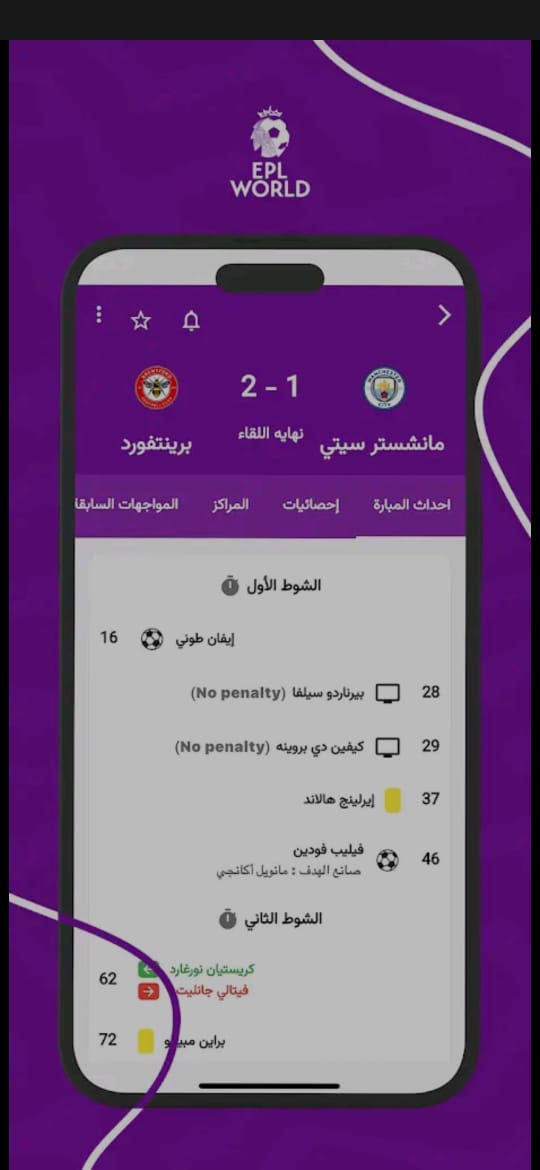 EPL
WORLD
2 - 1
مانشستر سيتي
نهايه اللقاء
برينتفورد
احداث المبارة
إحصائيات
المراكز
المواجهات السابقا
الشوط الأول
إيفان طوني 16
28 بيرناردو سيلفا (No penalty)
29 كيفين دي بروينه (No penalty)
37 إيرلينج هالاند
46 فيليب فودين
صانع الهدف : مانويل أكانجي
الشوط الثاني
كريستيان نورغارد
62
فيتالي جانليت
براين مبيمو 72